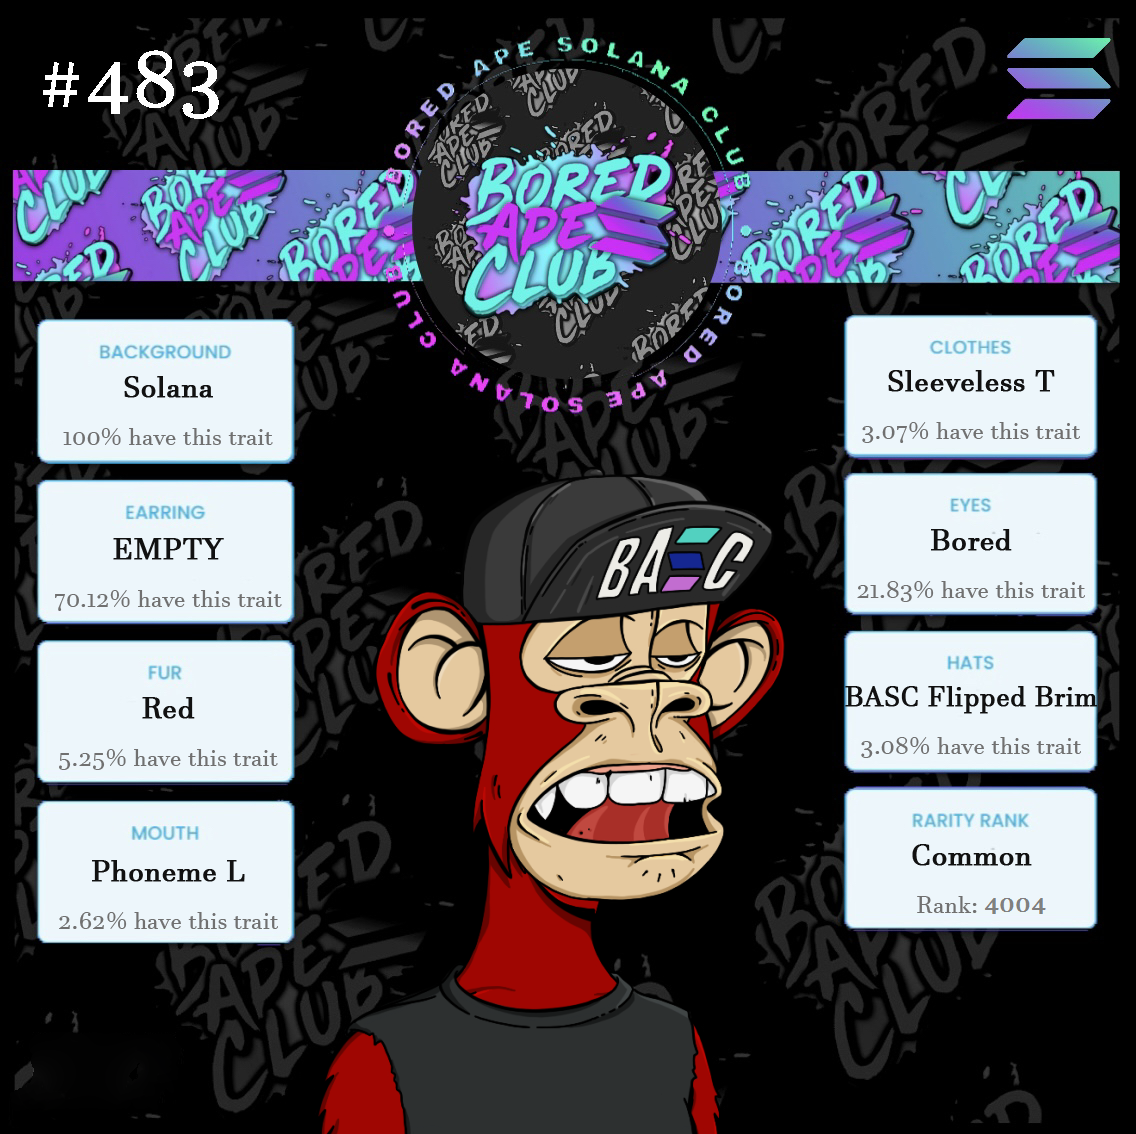 #483
BORED APE SOLANA CLUB
BORED APE SOLANA CLUB
BORED
APE
CLUB
BACKGROUND
Solana
100% have this trait
EARRING
EMPTY
70.12% have this trait
FUR
Red
5.25% have this trait
MOUTH
Phoneme L
2.62% have this trait
CLOTHES
Sleeveless T
3.07% have this trait
EYES
Bored
21.83% have this trait
HATS
BASC Flipped Brim
3.08% have this trait
RARITY RANK
Common
Rank: 4004
BAC